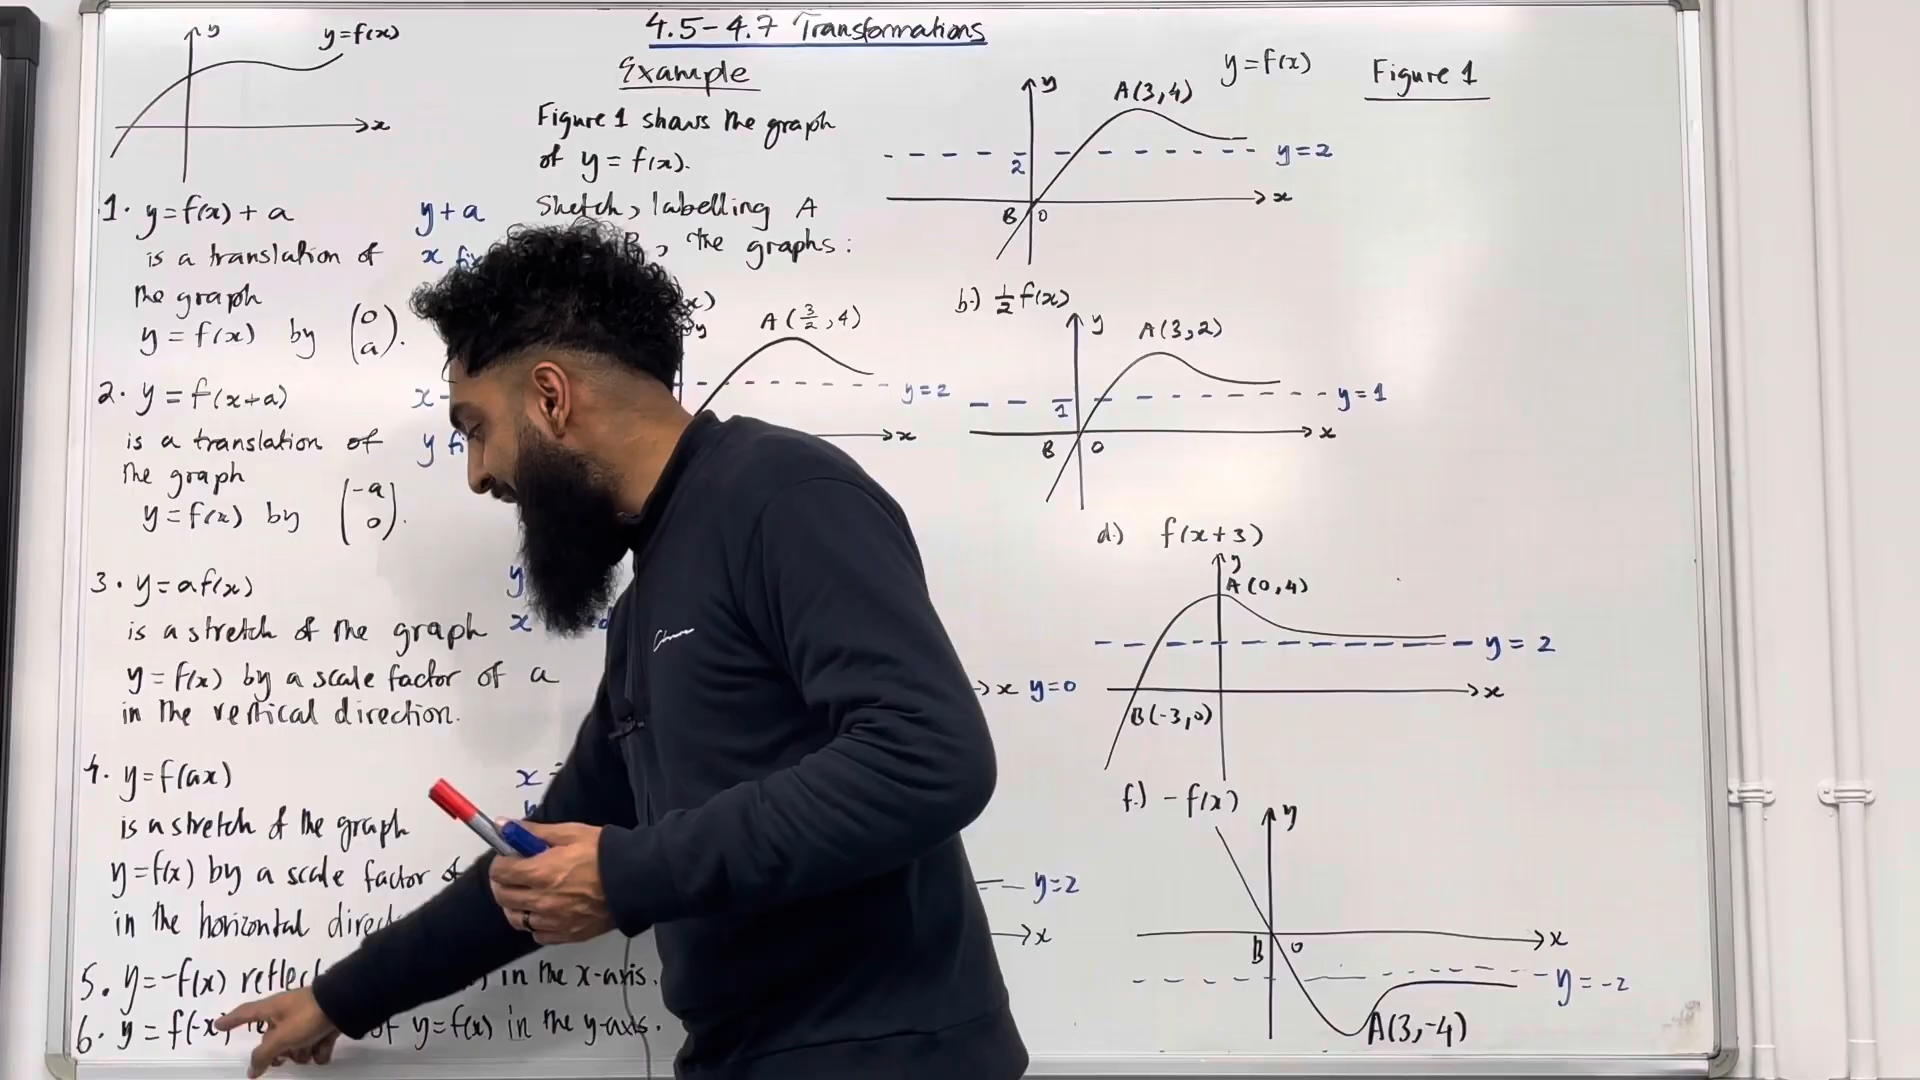 4.5-4.7 Transformations
y
y=f(x)
x
1. y=f(x)+a
y+a
is a translation of
x
the graph
y=f(x) by (0 a).
2. y=f(x+a)
x-
is a translation of
y
the graph
y=f(x) by (-a 0).
3. y=af(x)
y
is a stretch of the graph
x
y=f(x) by a scale factor of a
in the vertical direction.
4. y=f(ax)
x
is a stretch of the graph
y=f(x) by a scale factor of
in the horizontal
5. y=-f(x) in the x-axis.
6. y=f(-x) of y=f(x) in the y-axis.
Example
Figure 1 shows the graph
of y=f(x).
Sketch, labelling A
B, the graphs:
Figure 1
y=f(x)
y
A(3,4)
2
y=2
x
B
0
y
A(3/2,4)
y=2
x
b.) 1/2 f(x)
y
A(3,2)
1
y=1
x
B
0
x y=0
d.) f(x+3)
y
A(0,4)
y=2
x
B(-3,0)
y=2
x
f.) -f(x)
y
x
B
0
y=-2
A(3,-4)